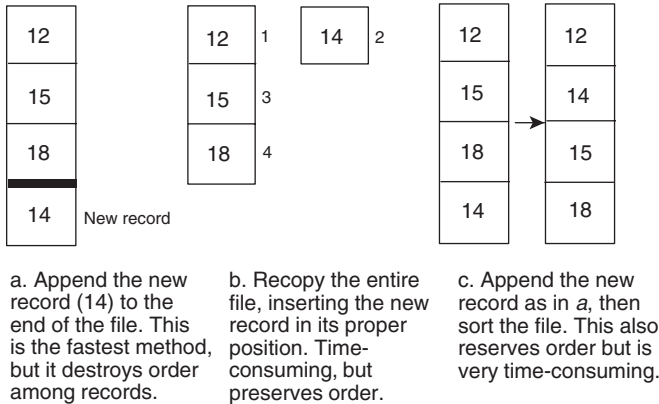 12
15
18
14
New record
12
1
15
3
18
4
14
2
12
15
18
14
12
14
15
18
a. Append the new
record (14) to the
end of the file. This
is the fastest method,
but it destroys order
among records.
b. Recopy the entire
file, inserting the new
record in its proper
position. Time-
consuming, but
preserves order.
c. Append the new
record as in a, then
sort the file. This also
reserves order but is
very time-consuming.